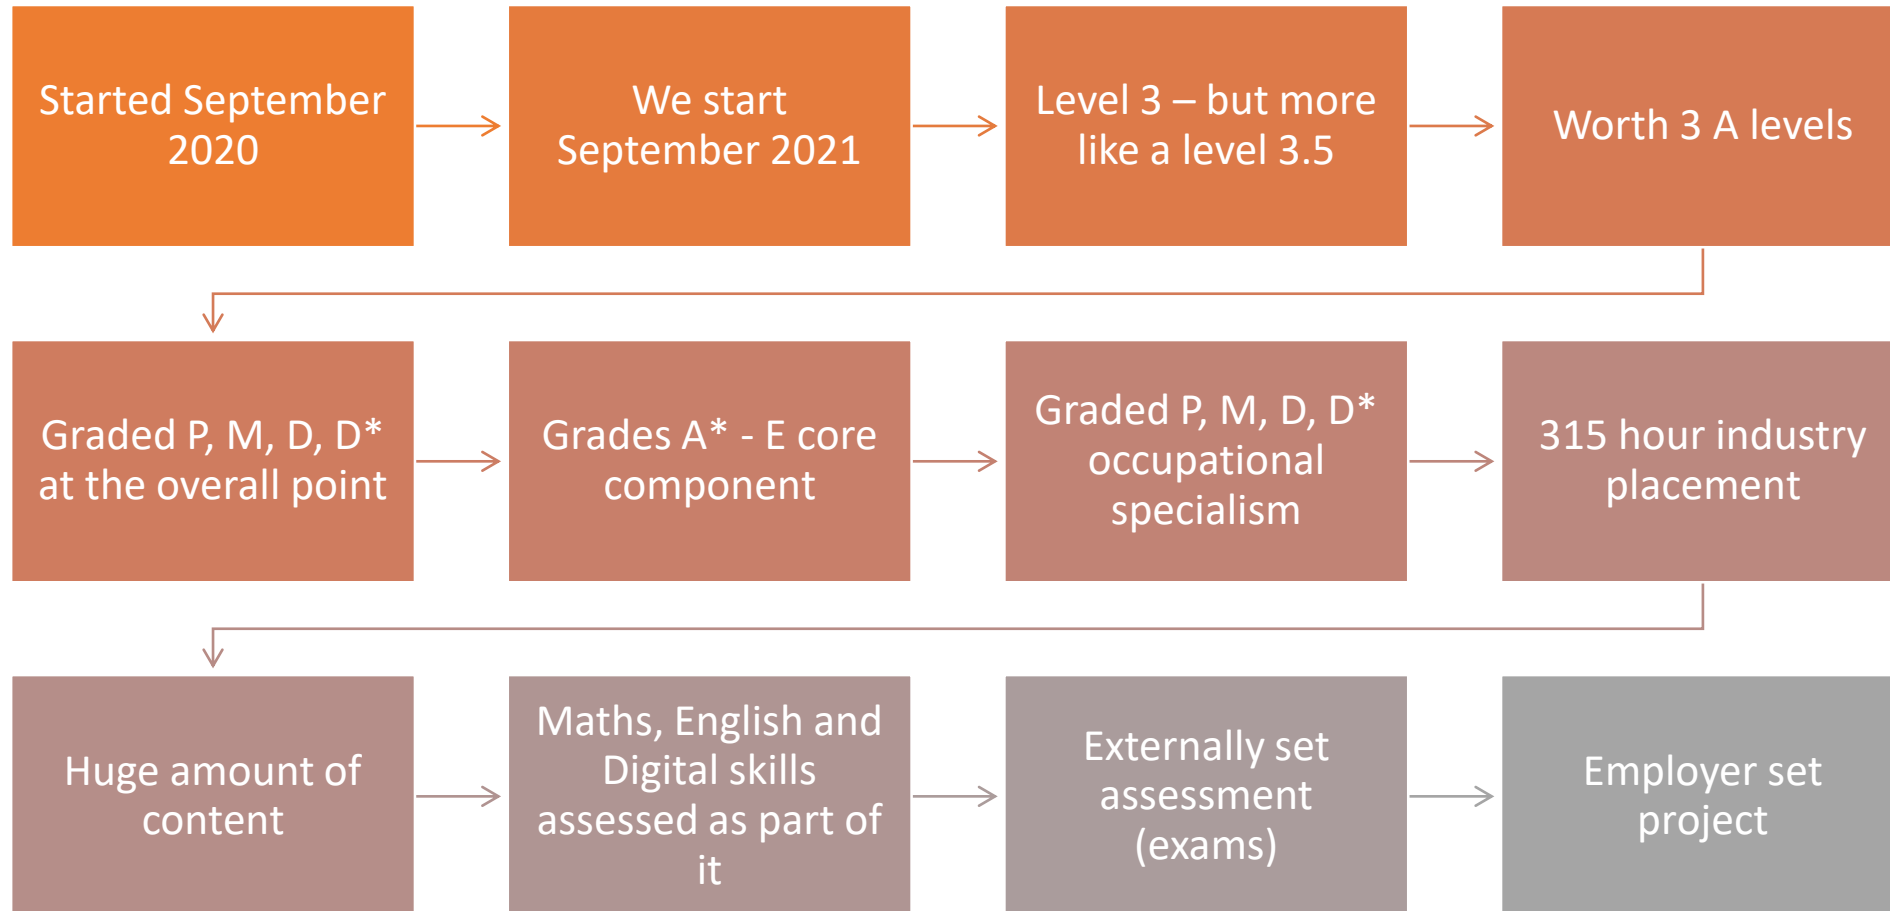 Started September
2020
We start
September 2021
Level 3 – but more
like a level 3.5
Worth 3 A levels
Graded P, M, D, D*
at the overall point
Grades A* - E core
component
Graded P, M, D, D*
occupational
specialism
315 hour industry
placement
Huge amount of
content
Maths, English and
Digital skills
assessed as part of
it
Externally set
assessment
(exams)
Employer set
project